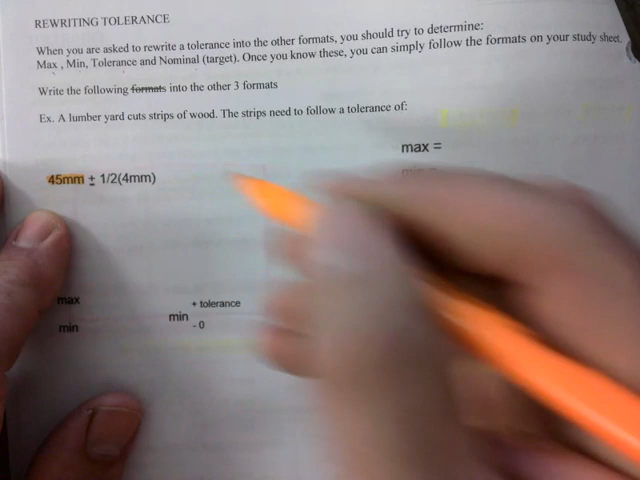 REWRITING TOLERANCE
When you are asked to rewrite a tolerance into the other formats, you should try to determine:
Max , Min, Tolerance and Nominal (target). Once you know these, you can simply follow the formats on your study sheet.
Write the following formats into the other 3 formats
Ex. A lumber yard cuts strips of wood. The strips need to follow a tolerance of:
max =
45mm ± 1/2(4mm)
max
min
+ tolerance
min
- 0